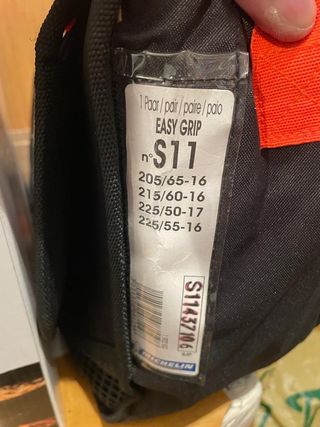 1 Paar / pair / paire / paio
EASY GRIP
n° S11
205/65-16
215/60-16
225/50-17
225/55-16
S11437106
MICHELIN